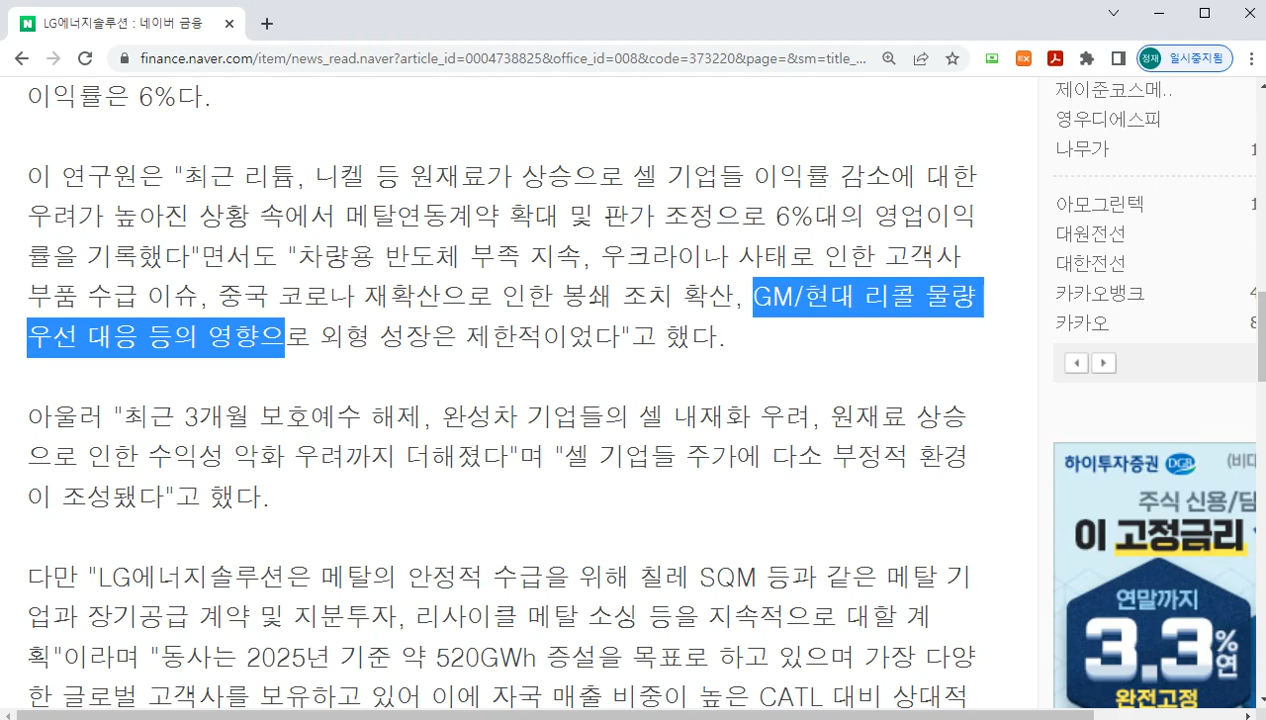 LG에너지솔루션 : 네이버 금융
finance.naver.com/item/news_read.naver?article_id=0004738825&office_id=008&code=373220&page=&sm=title_...
정재 일시중지됨
이익률은 6%다.
이 연구원은 "최근 리튬, 니켈 등 원재료가 상승으로 셀 기업들 이익률 감소에 대한
우려가 높아진 상황 속에서 메탈연동계약 확대 및 판가 조정으로 6%대의 영업이익
률을 기록했다"면서도 "차량용 반도체 부족 지속, 우크라이나 사태로 인한 고객사
부품 수급 이슈, 중국 코로나 재확산으로 인한 봉쇄 조치 확산, GM/현대 리콜 물량
우선 대응 등의 영향으로 외형 성장은 제한적이었다"고 했다.
아울러 "최근 3개월 보호예수 해제, 완성차 기업들의 셀 내재화 우려, 원재료 상승
으로 인한 수익성 악화 우려까지 더해졌다"며 "셀 기업들 주가에 다소 부정적 환경
이 조성됐다"고 했다.
다만 "LG에너지솔루션은 메탈의 안정적 수급을 위해 칠레 SQM 등과 같은 메탈 기
업과 장기공급 계약 및 지분투자, 리사이클 메탈 소싱 등을 지속적으로 대할 계
획"이라며 "동사는 2025년 기준 약 520GWh 증설을 목표로 하고 있으며 가장 다양
한 글로벌 고객사를 보유하고 있어 이에 자국 매출 비중이 높은 CATL 대비 상대적
제이준코스메..
영우디에스피
나무가 1
아모그린텍 1
대원전선
대한전선
카카오뱅크 4
카카오 8
하이투자증권 DGB (비대
주식 신용/담
이 고정금리
연말까지
3.3%
연
완전고정